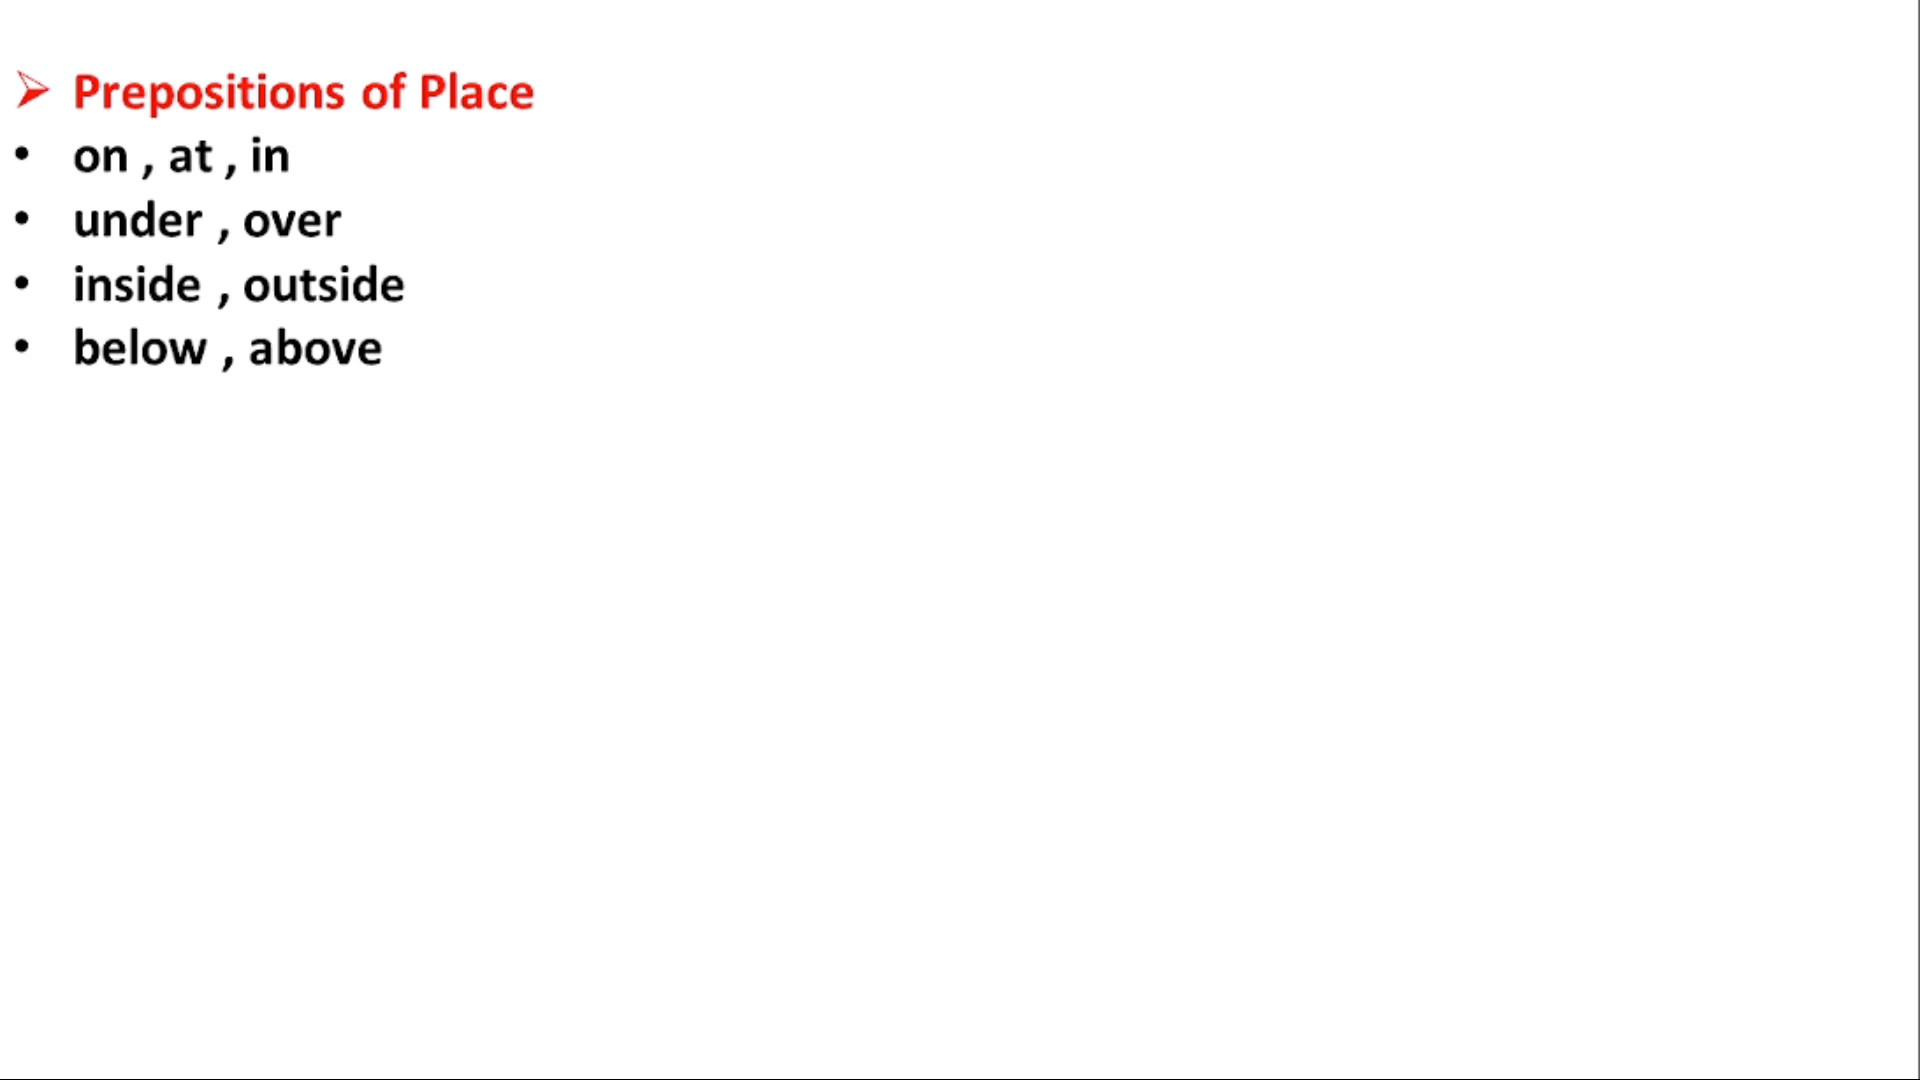 ➢ Prepositions of Place
• on , at , in
• under , over
• inside , outside
• below , above